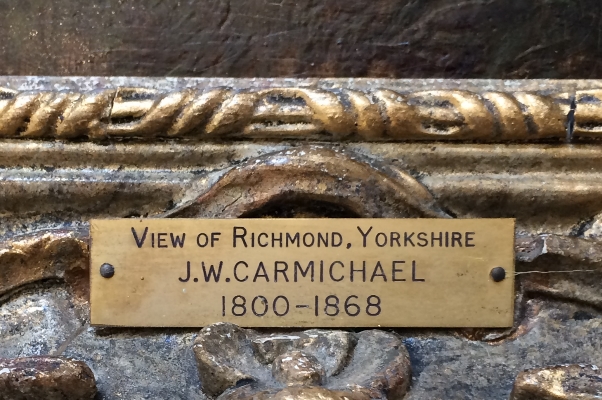 View of Richmond, Yorkshire
J.W. CARMICHAEL
1800-1868